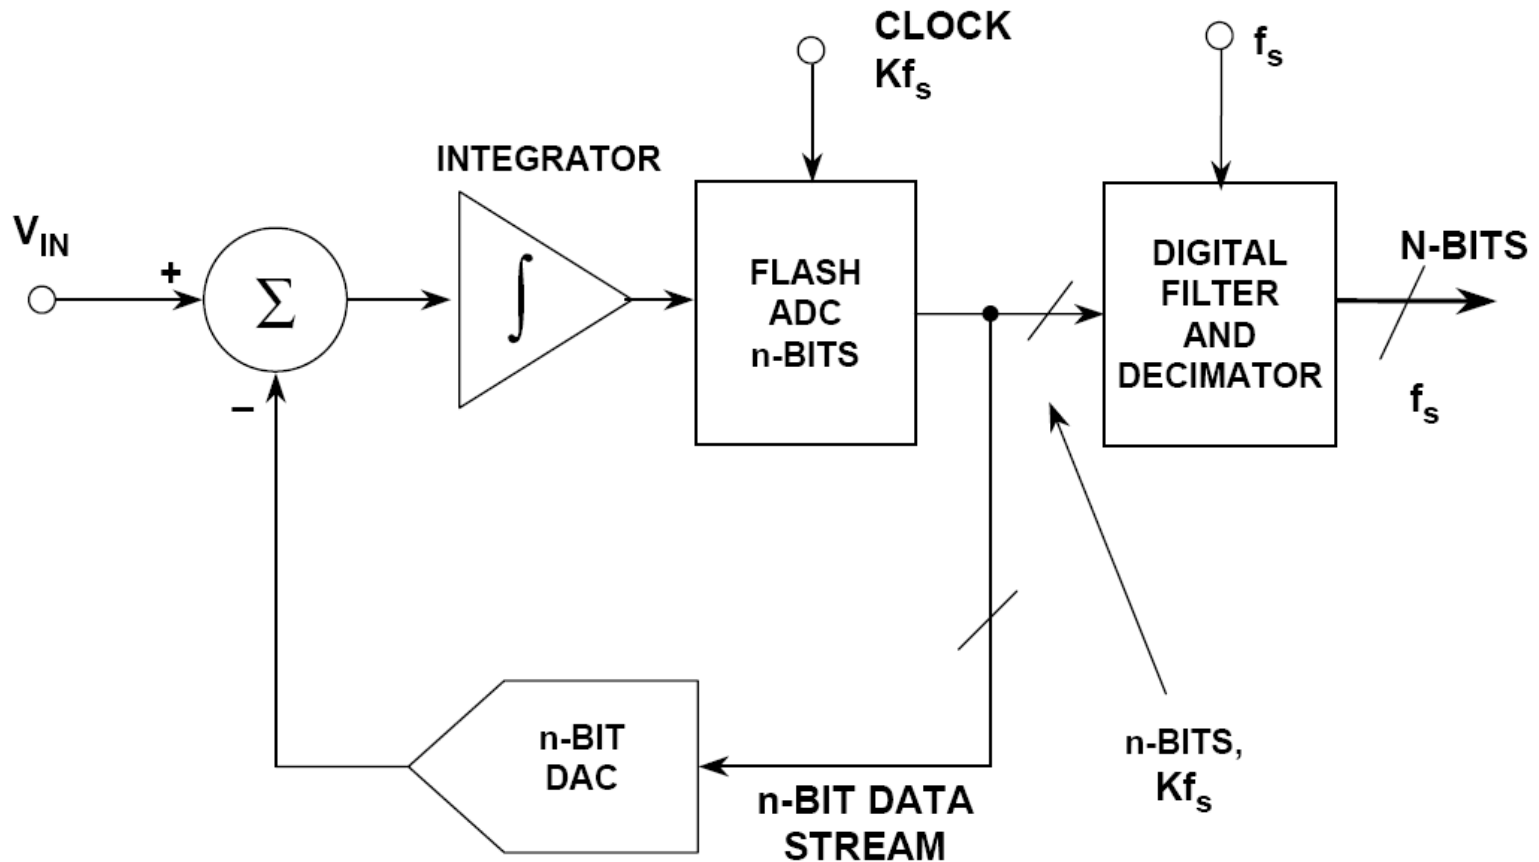 CLOCK
Kfs
fs
INTEGRATOR
VIN
+
Σ
∫
FLASH
ADC
n-BITS
DIGITAL
FILTER
AND
DECIMATOR
N-BITS
fs
–
n-BIT
DAC
n-BIT DATA
STREAM
n-BITS,
Kfs